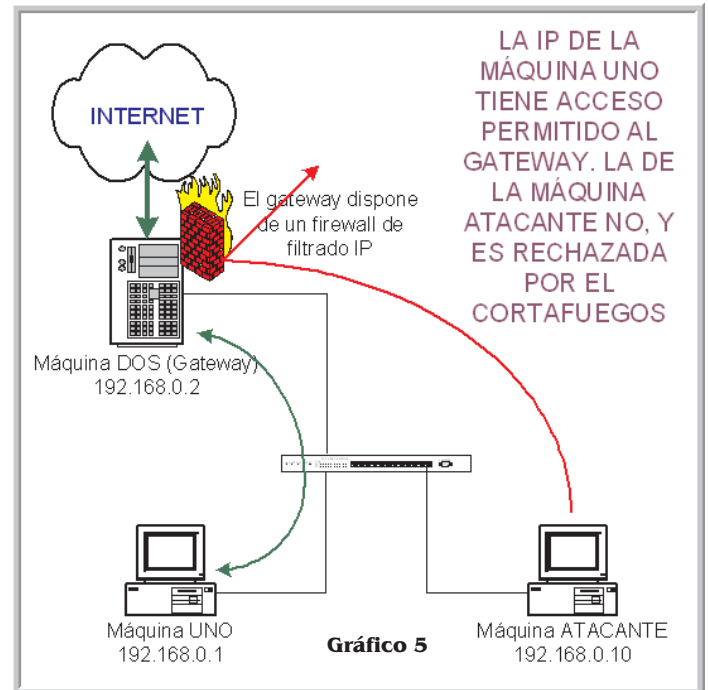 LA IP DE LA
MÁQUINA UNO
TIENE ACCESO
PERMITIDO AL
GATEWAY. LA DE
LA MÁQUINA
ATACANTE NO, Y
ES RECHAZADA
POR EL
CORTAFUEGOS
INTERNET
El gateway dispone
de un firewall de
filtrado IP
Máquina DOS (Gateway)
192.168.0.2
Máquina UNO
192.168.0.1
Gráfico 5
Máquina ATACANTE
192.168.0.10